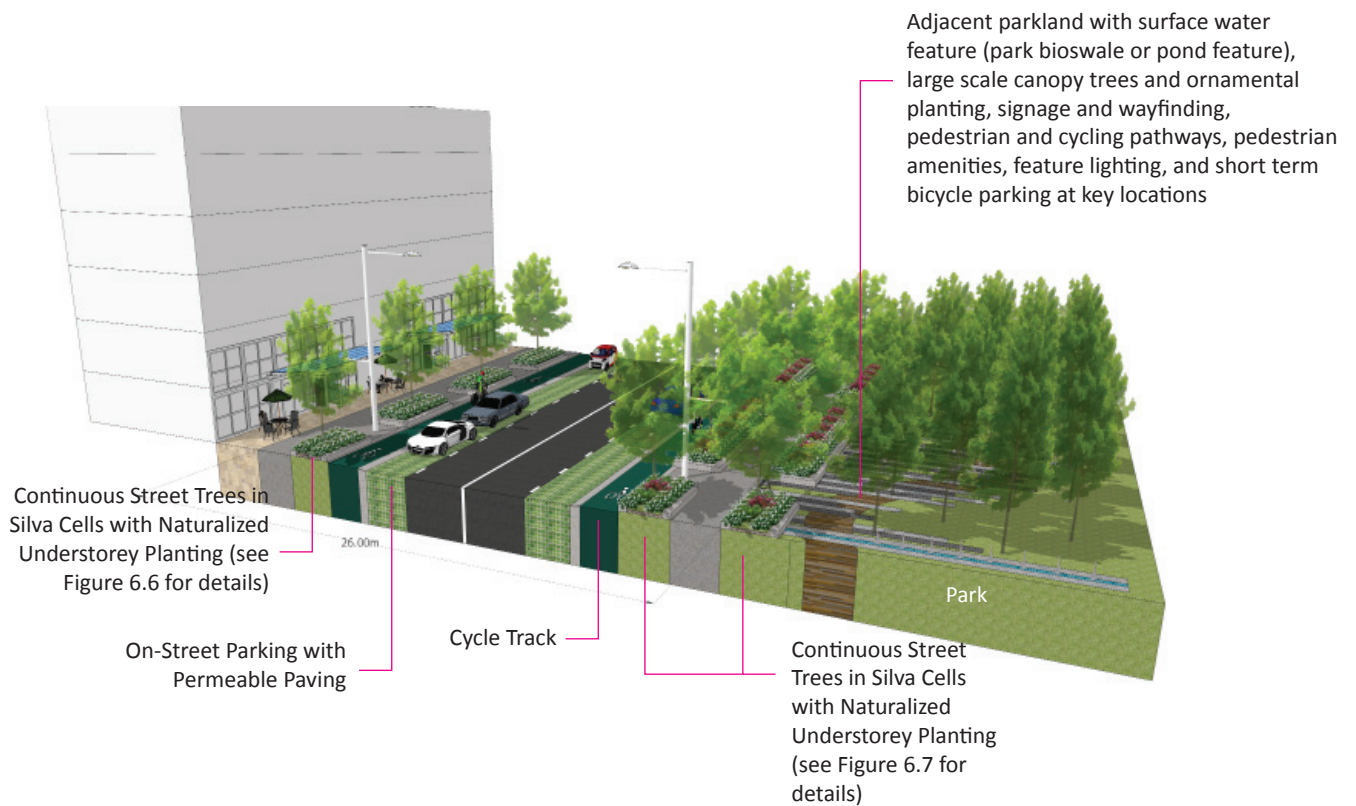 Adjacent parkland with surface water
feature (park bioswale or pond feature),
large scale canopy trees and ornamental
planting, signage and wayfinding,
pedestrian and cycling pathways, pedestrian
amenities, feature lighting, and short term
bicycle parking at key locations
Continuous Street Trees in
Silva Cells with Naturalized
Understorey Planting (see
Figure 6.6 for details)
26.00m
Park
On-Street Parking with
Permeable Paving
Cycle Track
Continuous Street
Trees in Silva Cells
with Naturalized
Understorey Planting
(see Figure 6.7 for
details)